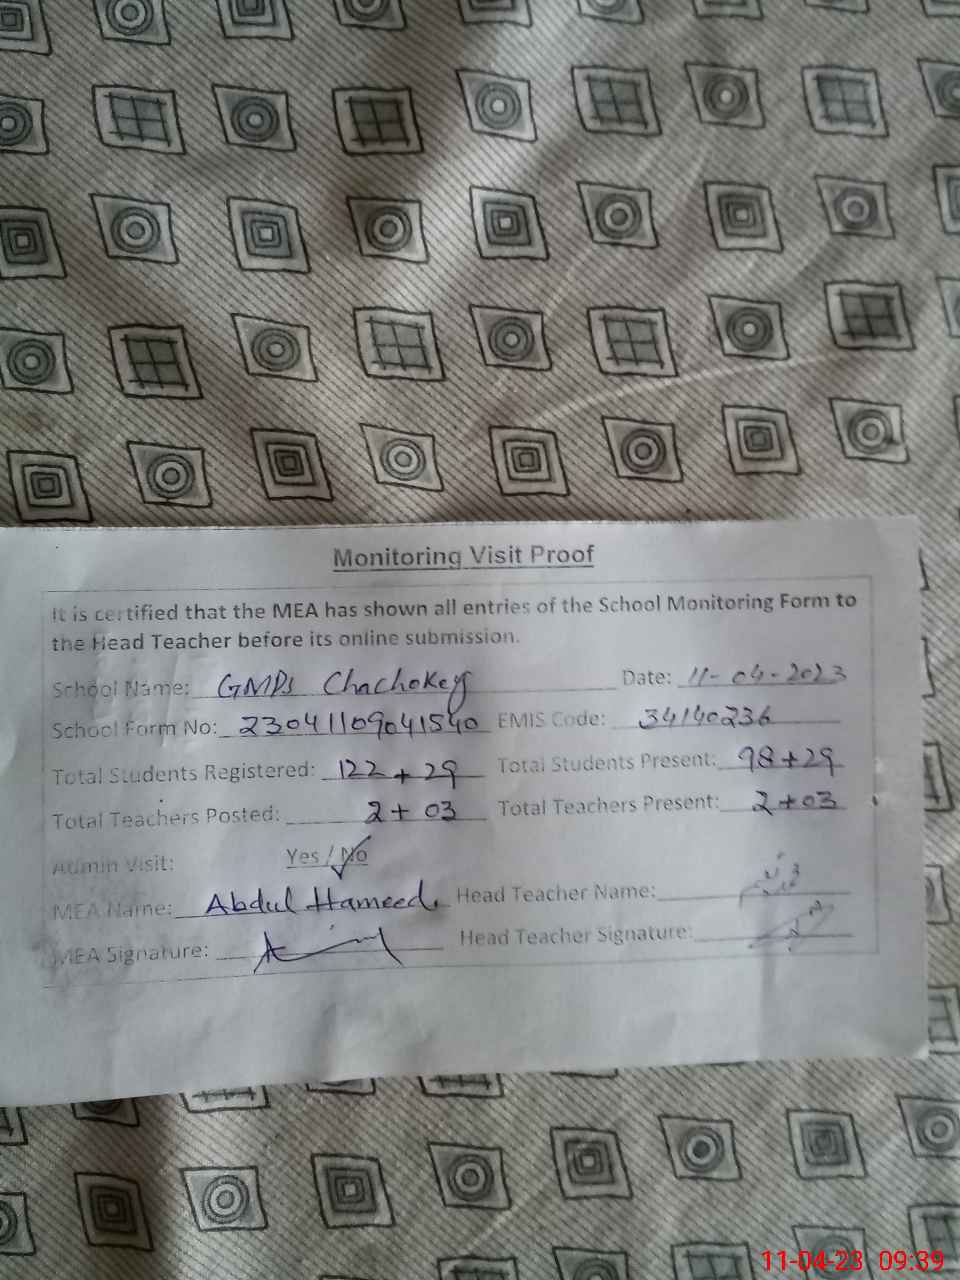 Monitoring Visit Proof
It is certified that the MEA has shown all entries of the School Monitoring Form to
the Head Teacher before its online submission.
School Name: GMPS Chachokey Date: 11-04-2023
School Form No: 23041109041540 EMIS Code: 34140236
Total Students Registered: 122 + 29 Total Students Present: 98+29
Total Teachers Posted: 2 + 03 Total Teachers Present: 2+03
Admin Visit: Yes / No
MEA Name: Abdul Hameed. Head Teacher Name:
MEA Signature: Head Teacher Signature:
11-04-23 09:39